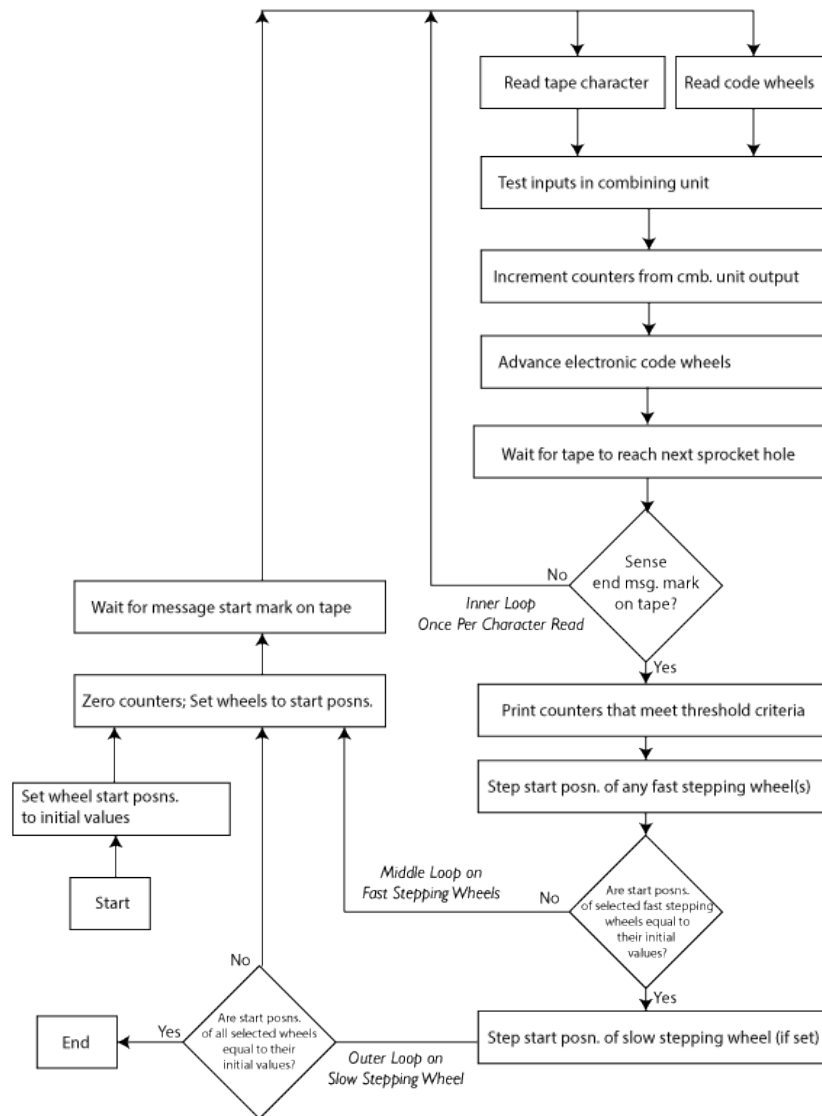 Read tape character
Read code wheels
Test inputs in combining unit
Increment counters from cmb. unit output
Advance electronic code wheels
Wait for tape to reach next sprocket hole
Sense
end msg. mark
on tape?
No
Inner Loop
Once Per Character Read
Yes
Wait for message start mark on tape
Zero counters; Set wheels to start posns.
Set wheel start posns.
to initial values
Start
Print counters that meet threshold criteria
Step start posn. of any fast stepping wheel(s)
Are start posns.
of selected fast stepping
wheels equal to
their initial
values?
No
Middle Loop on
Fast Stepping Wheels
Yes
Step start posn. of slow stepping wheel (if set)
Outer Loop on
Slow Stepping Wheel
Are start posns.
of all selected wheels
equal to their
initial values?
No
Yes
End